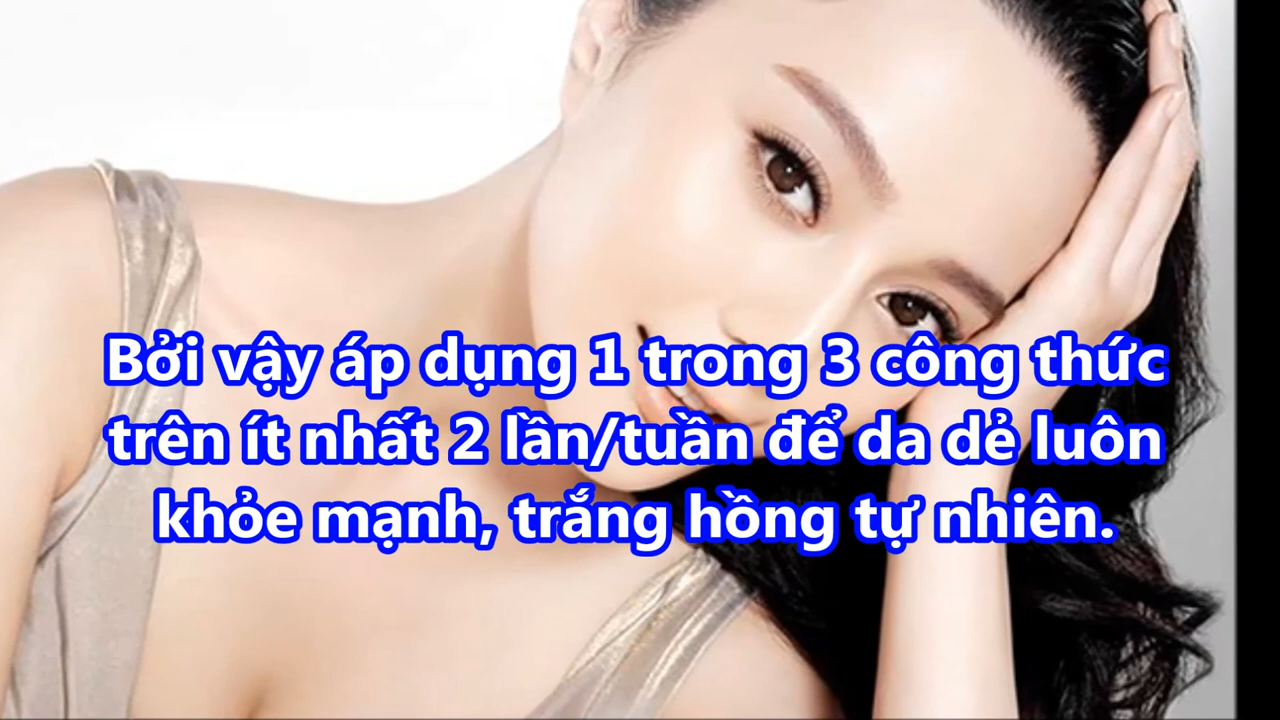 Bởi vậy áp dụng 1 trong 3 công thức
trên ít nhất 2 lần/tuần để da dẻ luôn
khỏe mạnh, trắng hồng tự nhiên.